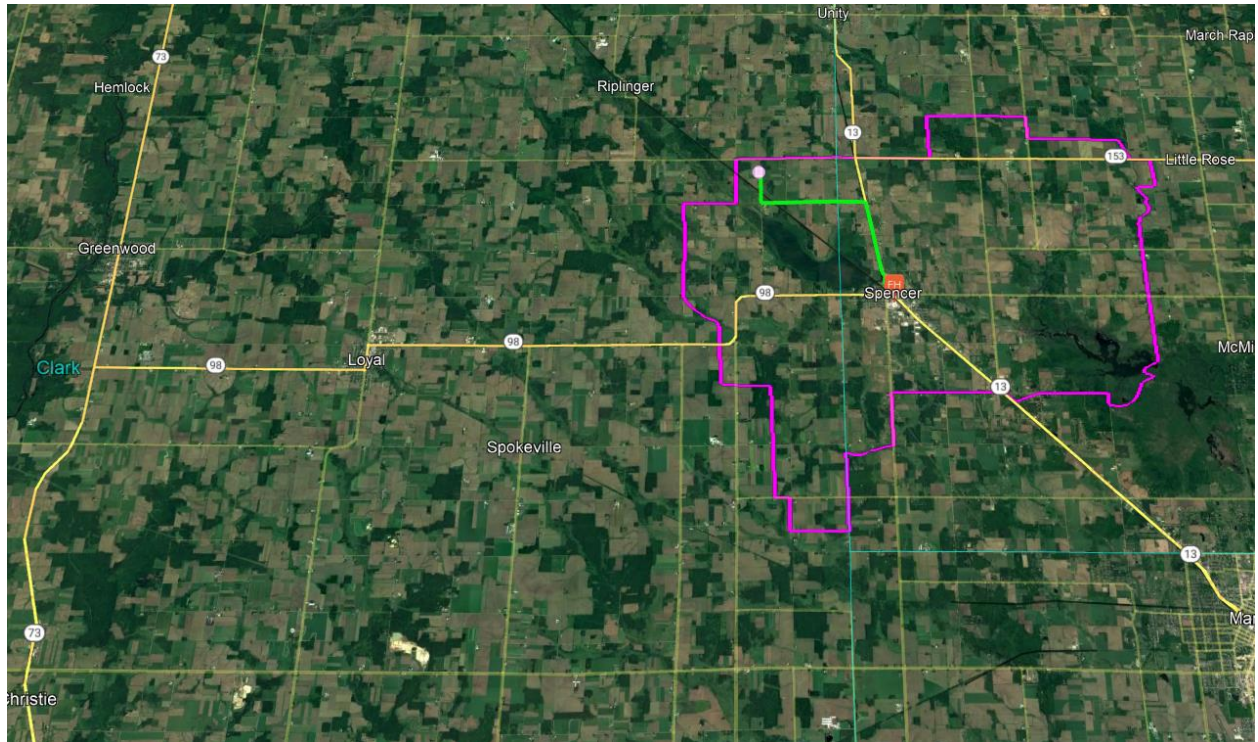 Unity
March Rap
73
Hemlock
Riplinger
13
153
Little Rose
Greenwood
FH
98
Spencer
98
Loyal
98
Clark
McMi
13
Spokeville
13
Mar
73
Christie